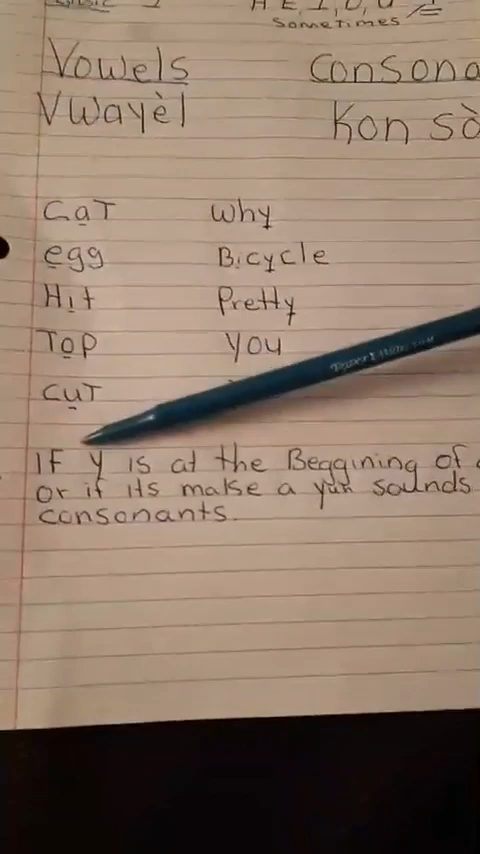 A, E, I, O, U
Sometimes
Vowels Consona
Vwayèl Kon sò
CaT Why
egg Bicycle
Hit Pretty
Top You
CuT
IF y is at the Beggining of
or if its make a yuh sounds
consonants.